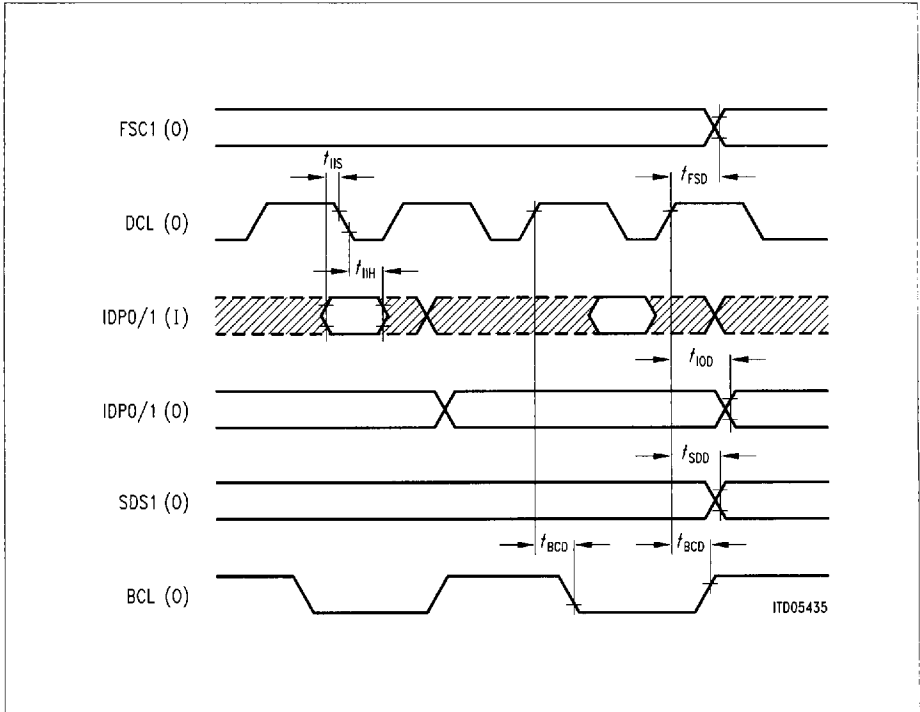 FSC1 (O)
t_IIS
t_FSD
DCL (O)
t_IIH
IDP0/1 (I)
t_IOD
IDP0/1 (O)
t_SDD
SDS1 (O)
t_BCD
t_BCD
BCL (O)
ITD05435